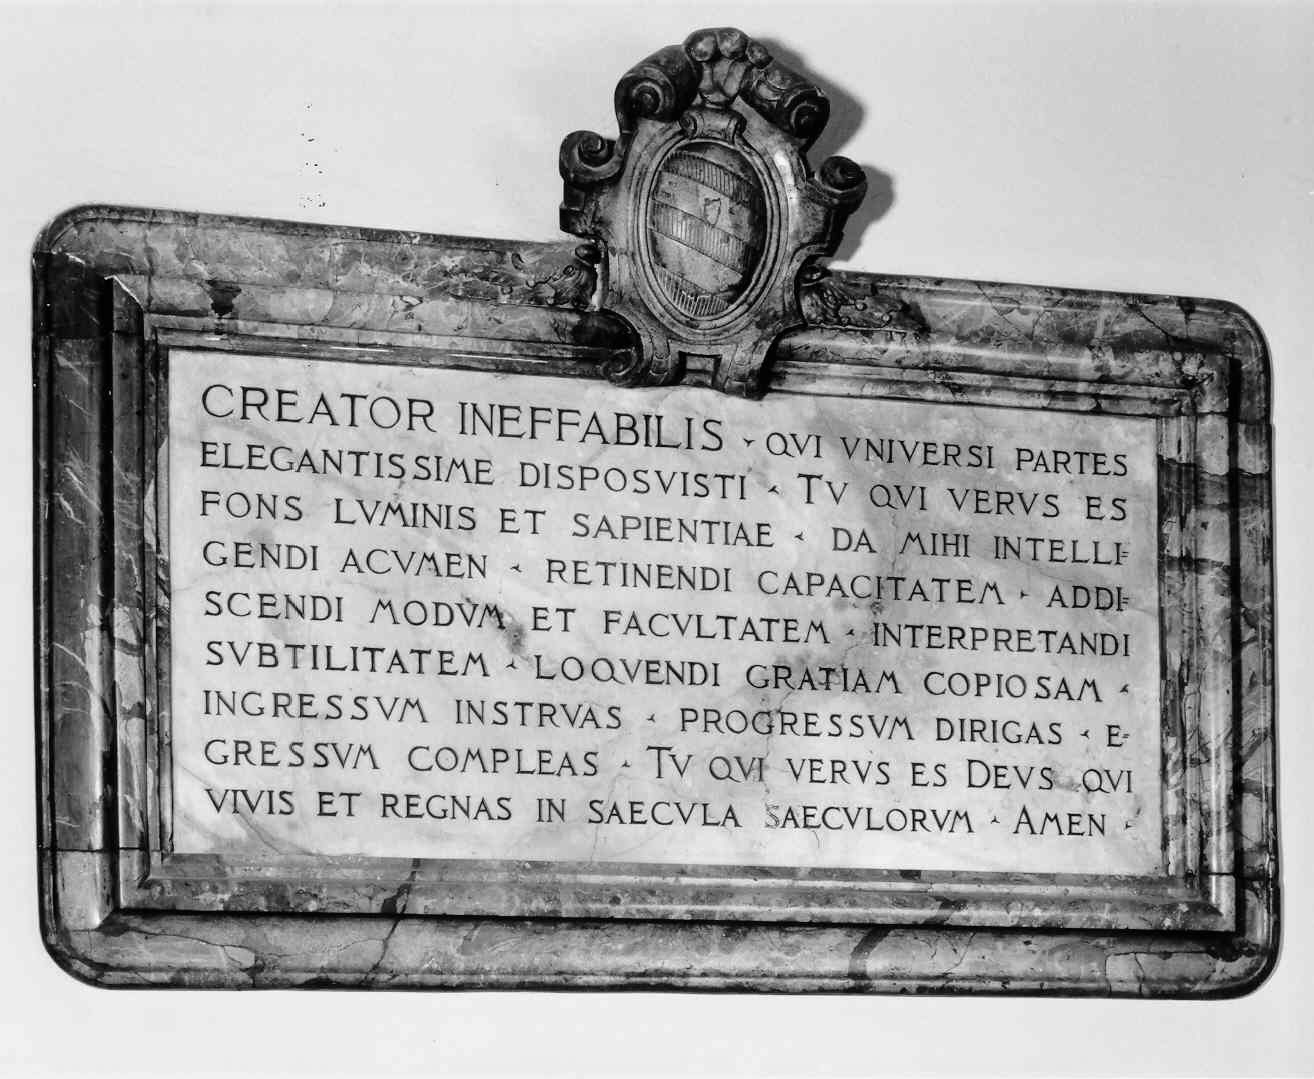 CREATOR INEFFABILIS · QVI VNIVERSI PARTES
ELEGANTISSIME DISPOSVISTI · TV QVI VERVS ES
FONS LVMINIS ET SAPIENTIAE · DA MIHI INTELLI=
GENDI ACVMEN · RETINENDI CAPACITATEM · ADDI=
SCENDI MODVM ET FACVLTATEM · INTERPRETANDI
SVBTILITATEM · LOQVENDI GRATIAM COPIOSAM ·
INGRESSVM INSTRVAS · PROGRESSVM DIRIGAS · E=
GRESSVM COMPLEAS · TV QVI VERVS ES DEVS QVI
VIVIS ET REGNAS IN SAECVLA SAECVLORVM · AMEN ·